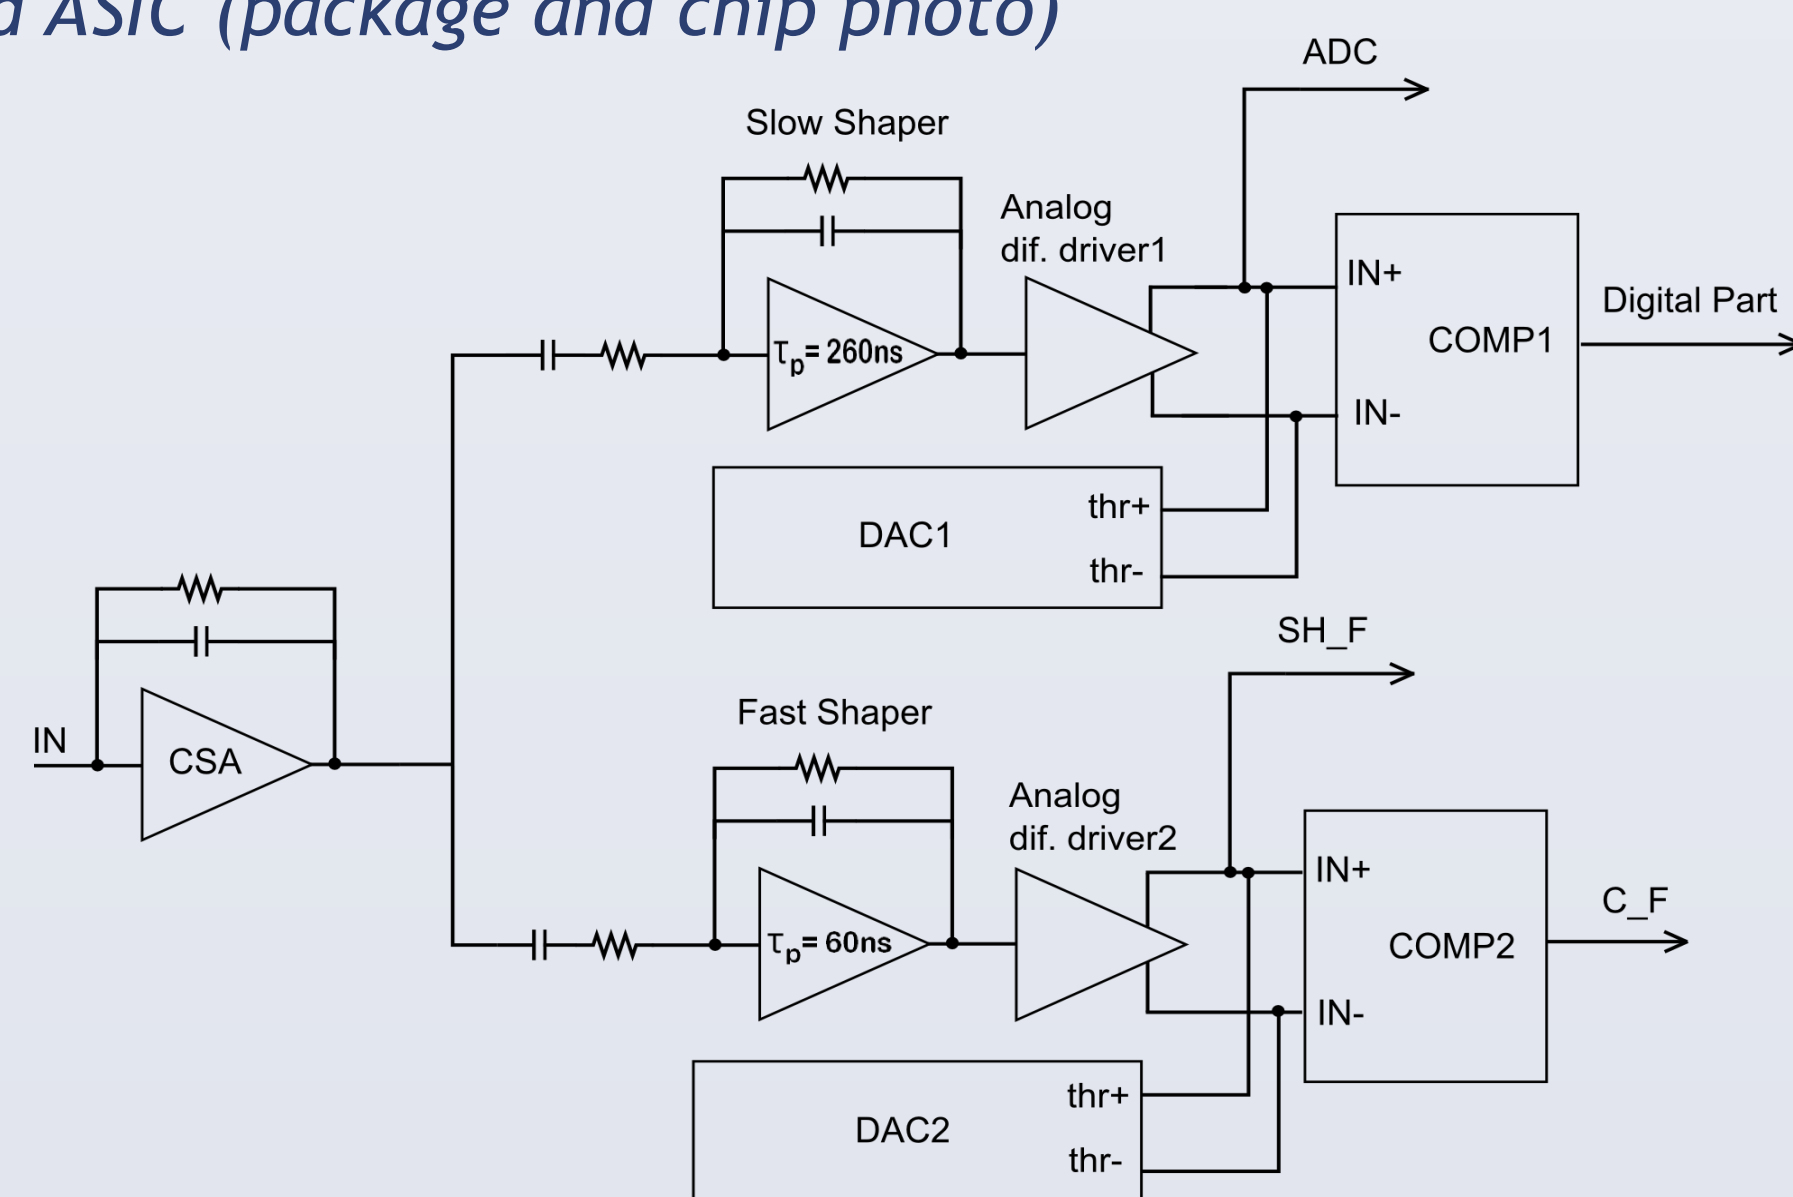 a ASIC (package and chip photo)
ADC
Slow Shaper
Analog
dif. driver1
IN+
Digital Part
COMP1
τp= 260ns
IN-
thr+
DAC1
thr-
SH_F
Fast Shaper
IN
CSA
Analog
dif. driver2
IN+
C_F
COMP2
τp= 60ns
IN-
thr+
DAC2
thr-